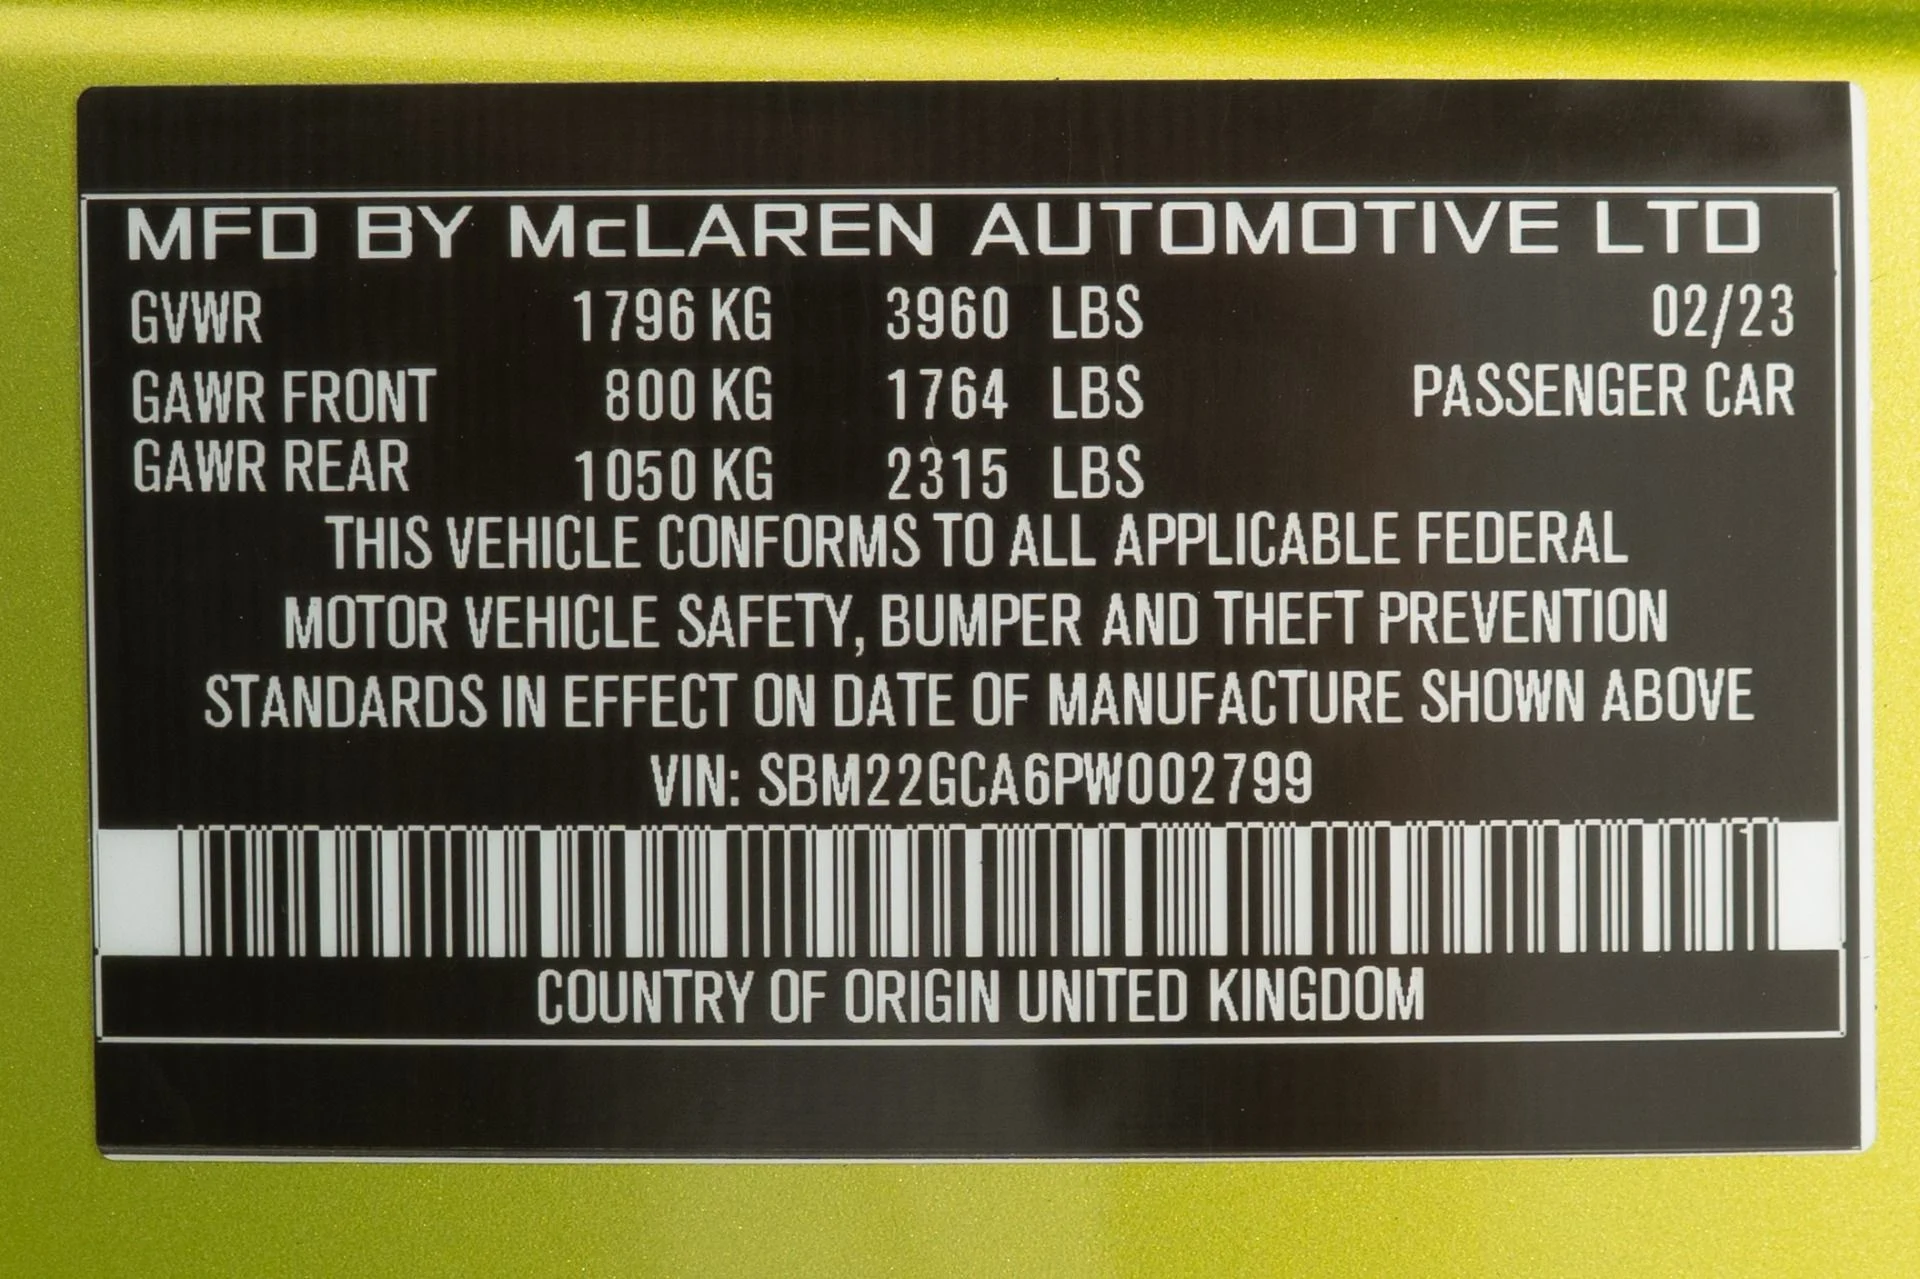 MFD BY McLAREN AUTOMOTIVE LTD
GVWR 1796 KG 3960 LBS 02/23
GAWR FRONT 800 KG 1764 LBS PASSENGER CAR
GAWR REAR 1050 KG 2315 LBS
THIS VEHICLE CONFORMS TO ALL APPLICABLE FEDERAL
MOTOR VEHICLE SAFETY, BUMPER AND THEFT PREVENTION
STANDARDS IN EFFECT ON DATE OF MANUFACTURE SHOWN ABOVE
VIN: SBM22GCA6PW002799
COUNTRY OF ORIGIN UNITED KINGDOM